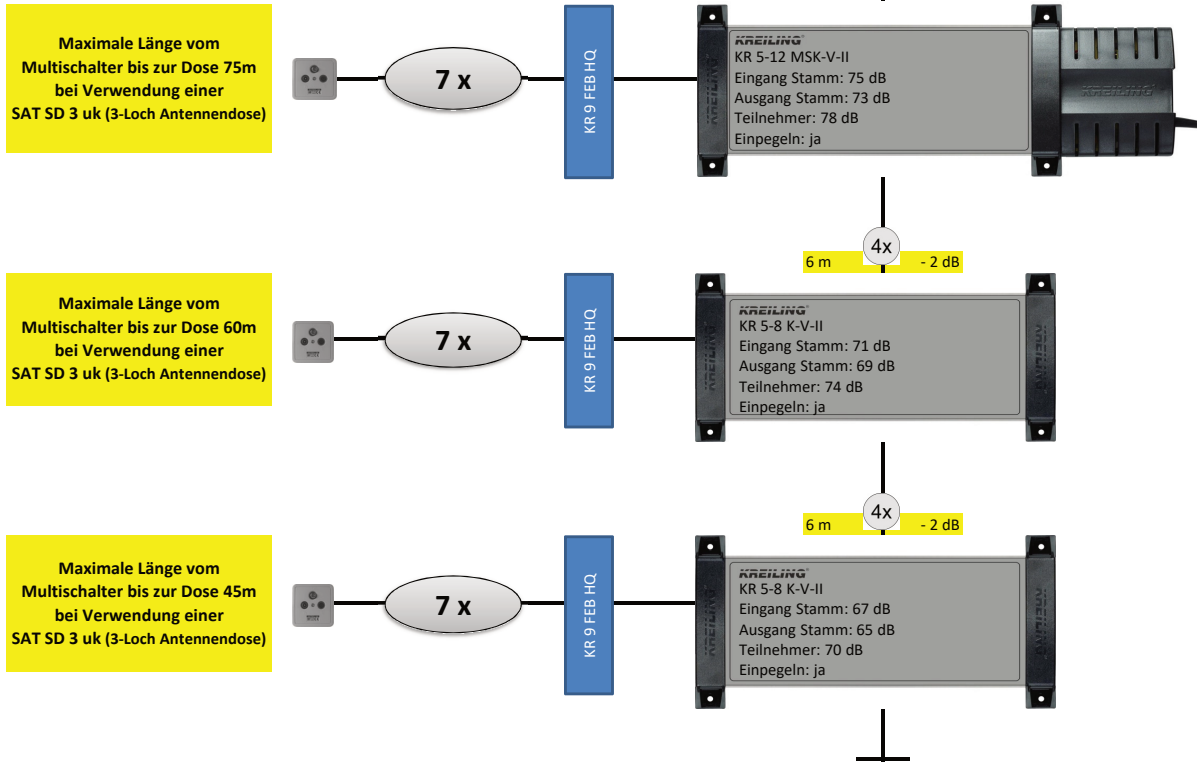 Maximale Länge vom
Multischalter bis zur Dose 75m
bei Verwendung einer
SAT SD 3 uk (3-Loch Antennendose)
7 x
KR 9 FEB HQ
KREILING
KR 5-12 MSK-V-II
Eingang Stamm: 75 dB
Ausgang Stamm: 73 dB
Teilnehmer: 78 dB
Einpegeln: ja
KREILING
4x
6 m - 2 dB
Maximale Länge vom
Multischalter bis zur Dose 60m
bei Verwendung einer
SAT SD 3 uk (3-Loch Antennendose)
7 x
KR 9 FEB HQ
KREILING
KREILING
KR 5-8 K-V-II
Eingang Stamm: 71 dB
Ausgang Stamm: 69 dB
Teilnehmer: 74 dB
Einpegeln: ja
KREILING
4x
6 m - 2 dB
Maximale Länge vom
Multischalter bis zur Dose 45m
bei Verwendung einer
SAT SD 3 uk (3-Loch Antennendose)
7 x
KR 9 FEB HQ
KREILING
KREILING
KR 5-8 K-V-II
Eingang Stamm: 67 dB
Ausgang Stamm: 65 dB
Teilnehmer: 70 dB
Einpegeln: ja
KREILING